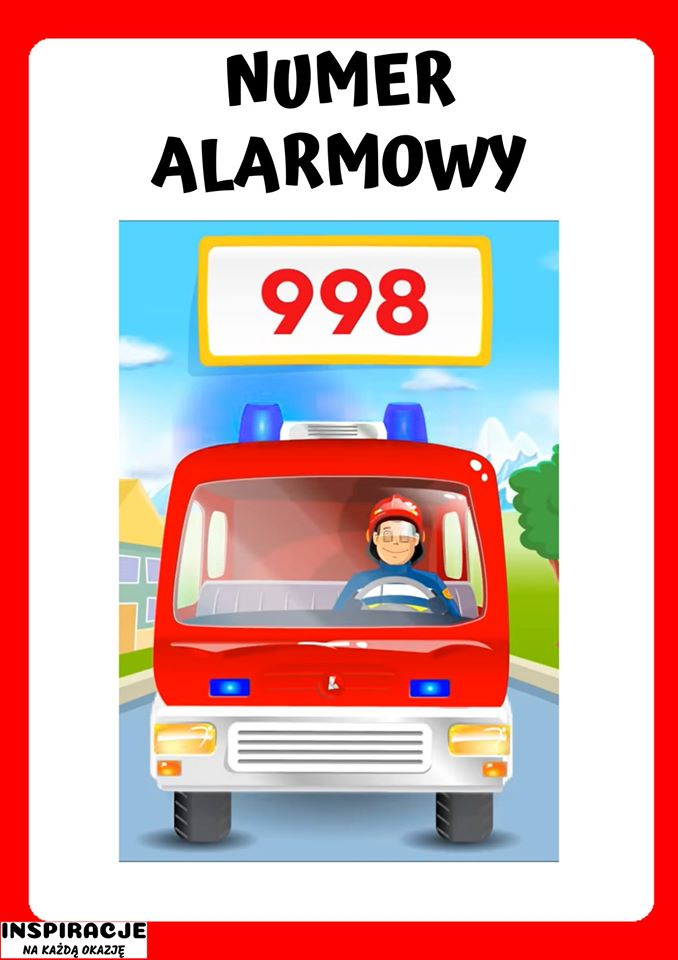 NUMER
ALARMOWY
998
INSPIRACJE
NA KAŻDĄ OKAZJĘ